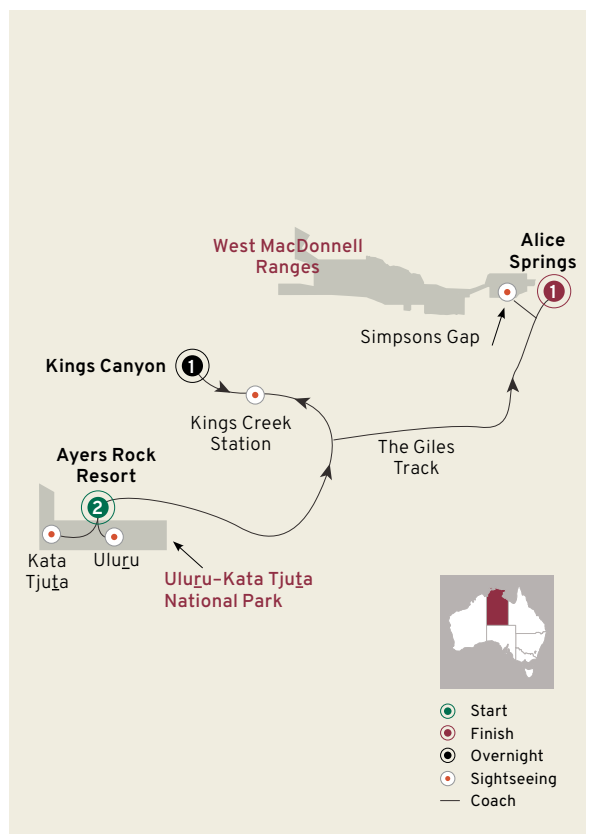 West MacDonnell
Ranges
Alice
Springs
1
Simpsons Gap
Kings Canyon
1
Kings Creek
Station
The Giles
Track
Ayers Rock
Resort
2
Kata
Tjuṯa
Uluṟu
Uluṟu–Kata Tjuṯa
National Park
Start
Finish
Overnight
Sightseeing
Coach